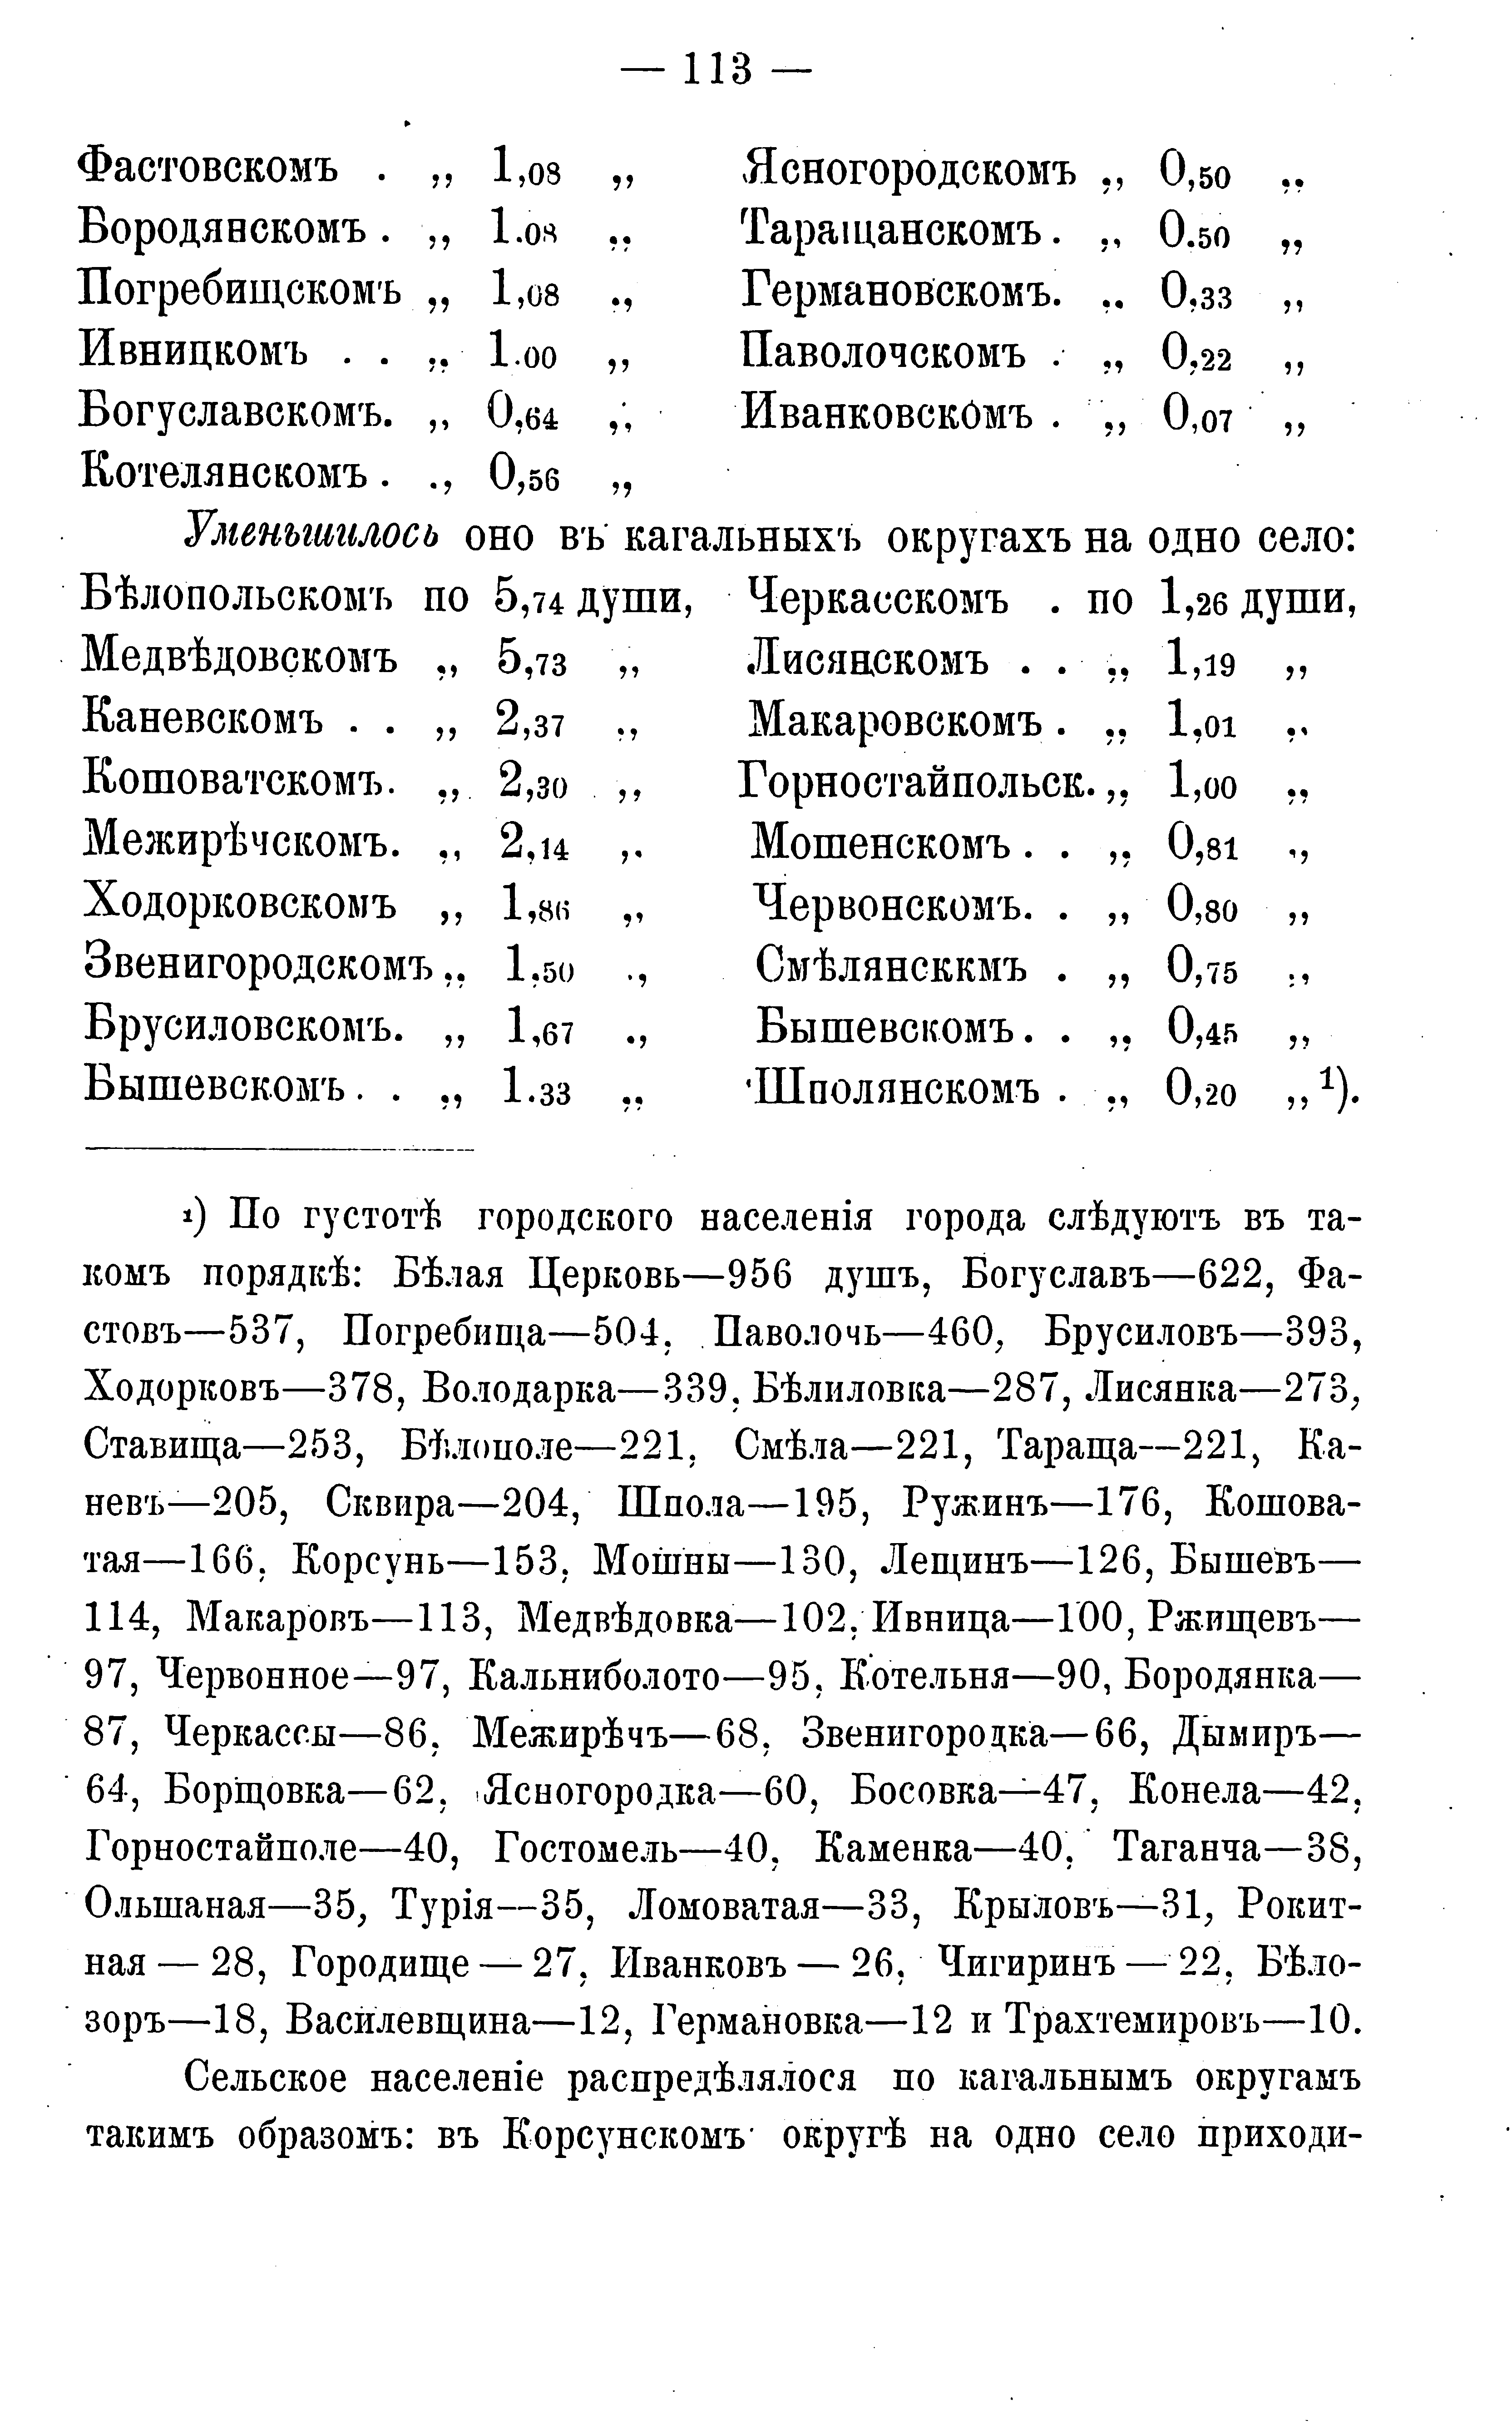 — 113 —
Фастовскомъ . „ 1,08 „ Ясногородскомъ „ 0,50 „
Бородянскомъ . „ 1.08 „ Таращанскомъ . „ 0.50 „
Погребищскомъ „ 1,08 „ Германовскомъ. „ 0,33 „
Ивницкомъ . . „ 1.00 „ Паволочскомъ . „ 0,22 „
Богуславскомъ. „ 0,64 „ Иванковскомъ . „ 0,07 „
Котелянскомъ . „ 0,56 „
Уменьшилось оно въ кагальныхъ округахъ на одно село:
Бѣлопольскомъ по 5,74 души, Черкасскомъ . по 1,26 души,
Медвѣдовскомъ „ 5,73 „ Лисянскомъ . . „ 1,19 „
Каневскомъ . . „ 2,37 „ Макаровскомъ . „ 1,01 „
Кошоватскомъ. „ 2,30 „ Горностайпольск. „ 1,00 „
Межирѣчскомъ. „ 2,14 „ Мошенскомъ . . „ 0,81 „
Ходорковскомъ „ 1,86 „ Червонскомъ. . „ 0,80 „
Звенигородскомъ „ 1,50 „ Смѣлянсккмъ . „ 0,75 „
Брусиловскомъ. „ 1,67 „ Бышевскомъ . . „ 0,45 „
Бышевскомъ . . „ 1.33 „ Шполянскомъ . „ 0,20 „ ¹).
¹) По густотѣ городского населенія города слѣдуютъ въ та-
комъ порядкѣ: Бѣлая Церковь—956 душъ, Богуславъ—622, Фа-
стовъ—537, Погребища—504, Паволочь—460, Брусиловъ—393,
Ходорковъ—378, Володарка—339, Бѣлиловка—287, Лисянка—273,
Ставища—253, Бѣлополе—221, Смѣла—221, Тараща—221, Ка-
невъ—205, Сквира—204, Шпола—195, Ружинъ—176, Кошова-
тая—166, Корсунь—153, Мошны—130, Лещинъ—126, Бышевъ—
114, Макаровъ—113, Медвѣдовка—102, Ивница—100, Ржищевъ—
97, Червонное—97, Кальниболото—95, Котельня—90, Бородянка—
87, Черкассы—86, Межирѣчъ—68, Звенигородка—66, Дымиръ—
64, Борщовка—62, Ясногородка—60, Босовка—47, Конела—42,
Горностайполе—40, Гостомель—40, Каменка—40, Таганча—38,
Ольшаная—35, Турія—35, Ломоватая—33, Крыловъ—31, Рокит-
ная — 28, Городище — 27, Иванковъ — 26, Чигиринъ — 22, Бѣло-
зоръ—18, Василевщина—12, Германовка—12 и Трахтемировъ—10.
Сельское населеніе распредѣлялося по кагальнымъ округамъ
такимъ образомъ: въ Корсунскомъ округѣ на одно село приходи-